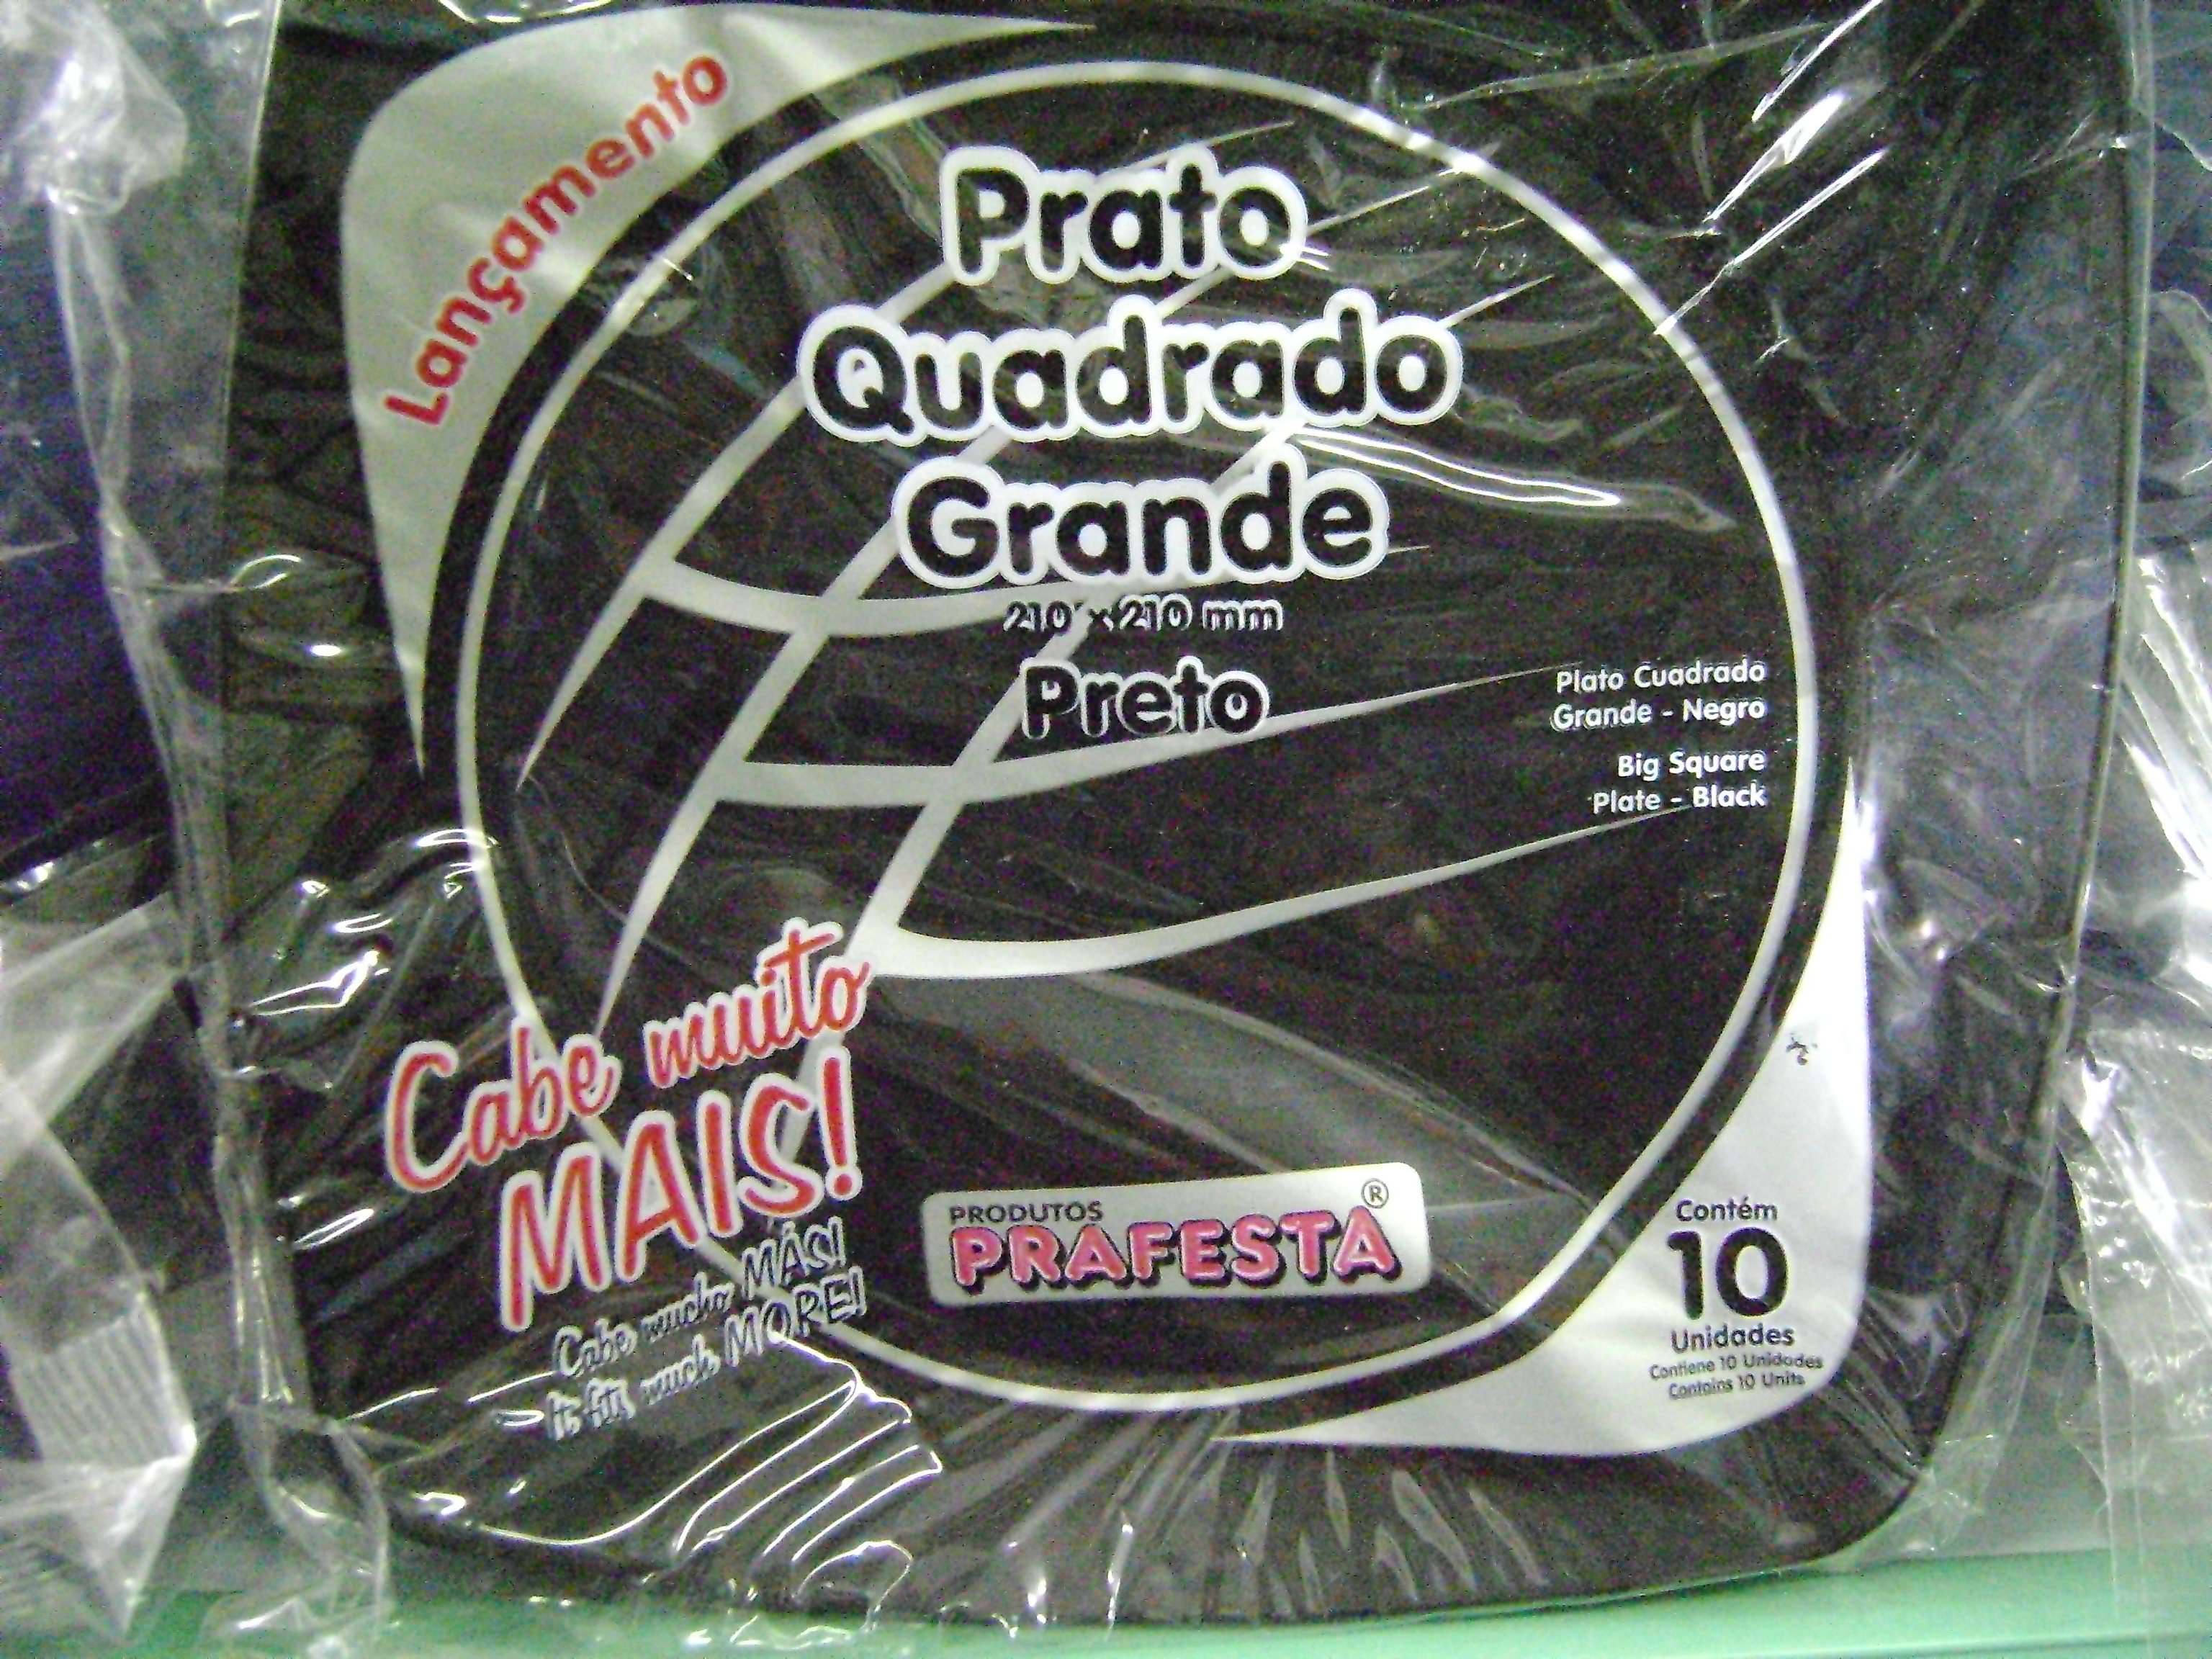 Lançamento
Prato
Quadrado
Grande
210 x 210 mm
Preto
Plato Cuadrado
Grande - Negro
Big Square
Plate - Black
Cabe muito
MAIS!
Cabe mucho MÁS!
It fits much MORE!
PRODUTOS
PRAFESTA®
Contém
10
Unidades
Contiene 10 Unidades
Contains 10 Units